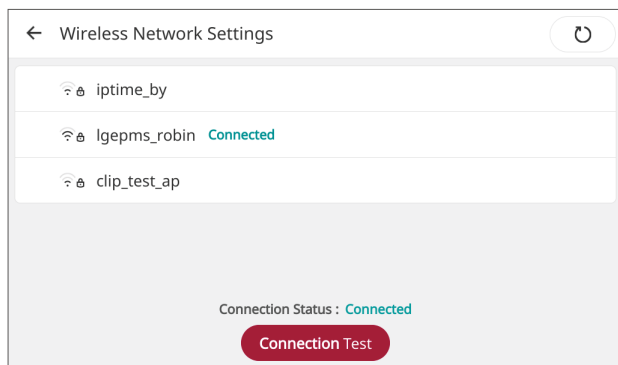 Wireless Network Settings
iptime_by
lgepms_robin Connected
clip_test_ap
Connection Status : Connected
Connection Test